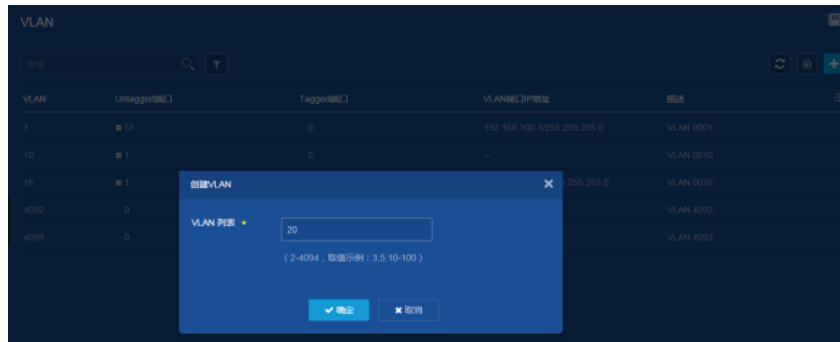 VLAN
查询
VLAN Untagged端口 Tagged端口 VLAN接口IP地址 描述
1 51 0 192.168.100.1/255.255.255.0 VLAN 0001
10 1 0 -- VLAN 0010
16 1 .255.255.0 VLAN 0016
4092 0 VLAN 4092
4093 0 VLAN 4093
创建VLAN
VLAN 列表 20
(2-4094，取值示例：3,5,10-100)
确定 取消